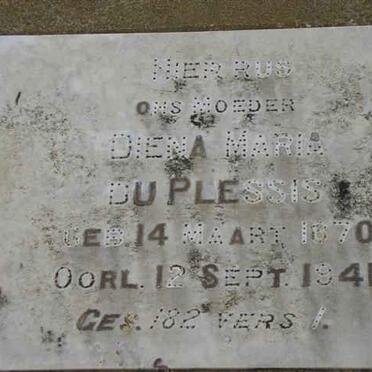 HIER RUS
ONS MOEDER
DIENA MARIA
DU PLESSIS
GEB. 14 MAART 1870
OORL. 12 SEPT. 1941
GES. 182 VERS 1.